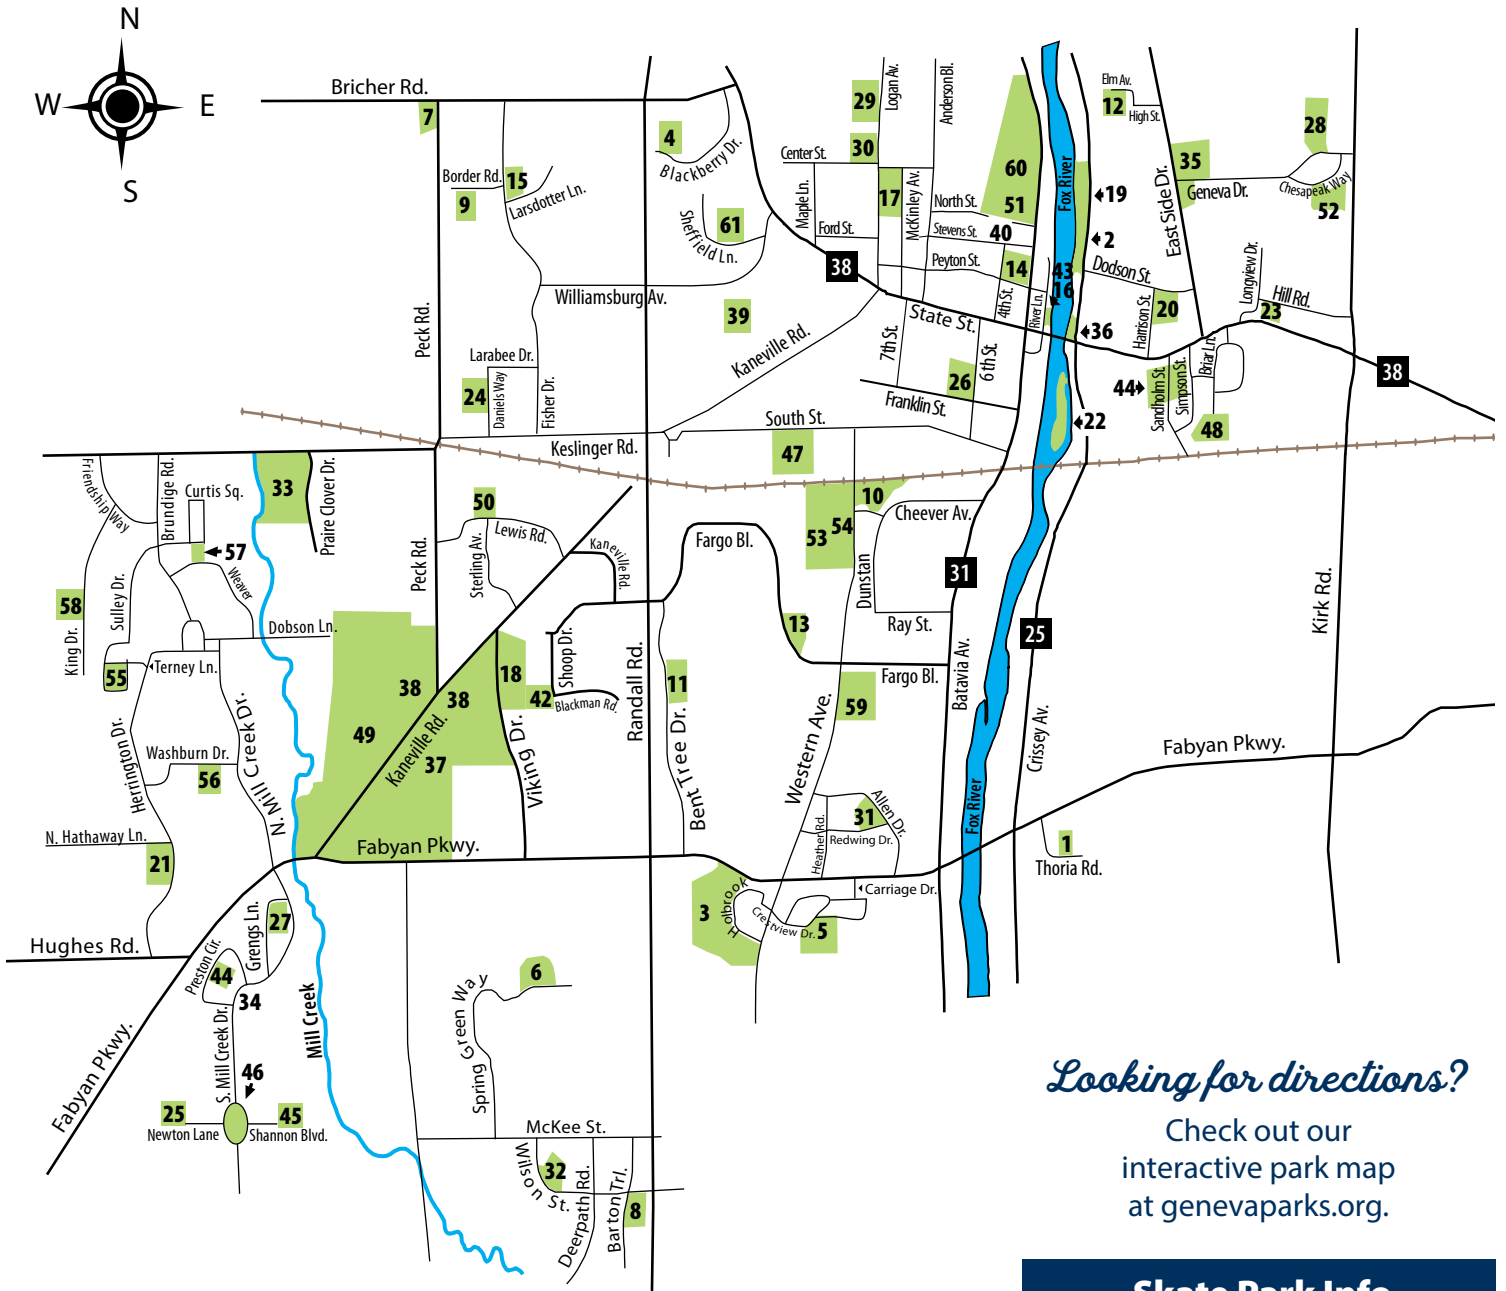 N
W
E
S
Bricher Rd.
7
4
Blackberry Dr.
29
Logan Av.
Anderson Bl.
30
Center St.
Elm Av.
12
High St.
28
35
Geneva Dr.
Chesapeak Way
52
East Side Dr.
Border Rd.
15
9
Larsdotter Ln.
61
Sheffield Ln.
Maple Ln.
Ford St.
17
McKinley Av.
North St.
Stevens St.
40
60
51
Fox River
19
2
Peyton St.
14
43
16
Dodson St.
4th St.
River Ln.
36
Harrison St.
20
Longview Dr.
Hill Rd.
23
38
State St.
Williamsburg Av.
39
Kaneville Rd.
7th St.
6th St.
26
Franklin St.
Peck Rd.
Larabee Dr.
24
Daniels Way
Fisher Dr.
44
Sandholm St.
Simpson St.
Briar Ln.
48
38
22
South St.
47
Keslinger Rd.
Friendship Way
Brundige Rd.
Curtis Sq.
33
Praire Clover Dr.
57
Weaver
Sulley Dr.
58
King Dr.
55
Terney Ln.
Dobson Ln.
50
Lewis Rd.
Sterling Av.
Peck Rd.
Kaneville Rd.
Fargo Bl.
10
54
53
Cheever Av.
Dunstan
Ray St.
31
25
Kirk Rd.
13
Fargo Bl.
Batavia Av.
18
Shoop Dr.
42
Blackman Rd.
Randall Rd.
11
Bent Tree Dr.
38
38
49
37
Kaneville Rd.
Viking Dr.
59
Western Ave.
Crissey Av.
Fabyan Pkwy.
Herrington Dr.
Washburn Dr.
56
N. Mill Creek Dr.
N. Hathaway Ln.
21
Fabyan Pkwy.
31
Allen Dr.
Heather Rd.
Redwing Dr.
Fox River
1
Thoria Rd.
Carriage Dr.
3
Holbrook
Crestview Dr.
5
27
Grengs Ln.
Hughes Rd.
Preston Cir.
44
34
S. Mill Creek Dr.
Mill Creek
6
Spring Green Way
Fabyan Pkwy.
46
25
45
Newton Lane
Shannon Blvd.
McKee St.
32
Wilson St.
Deerpath Rd.
Barton Trl.
8
Looking for directions?
Check out our
interactive park map
at genevaparks.org.
Skate Park Info